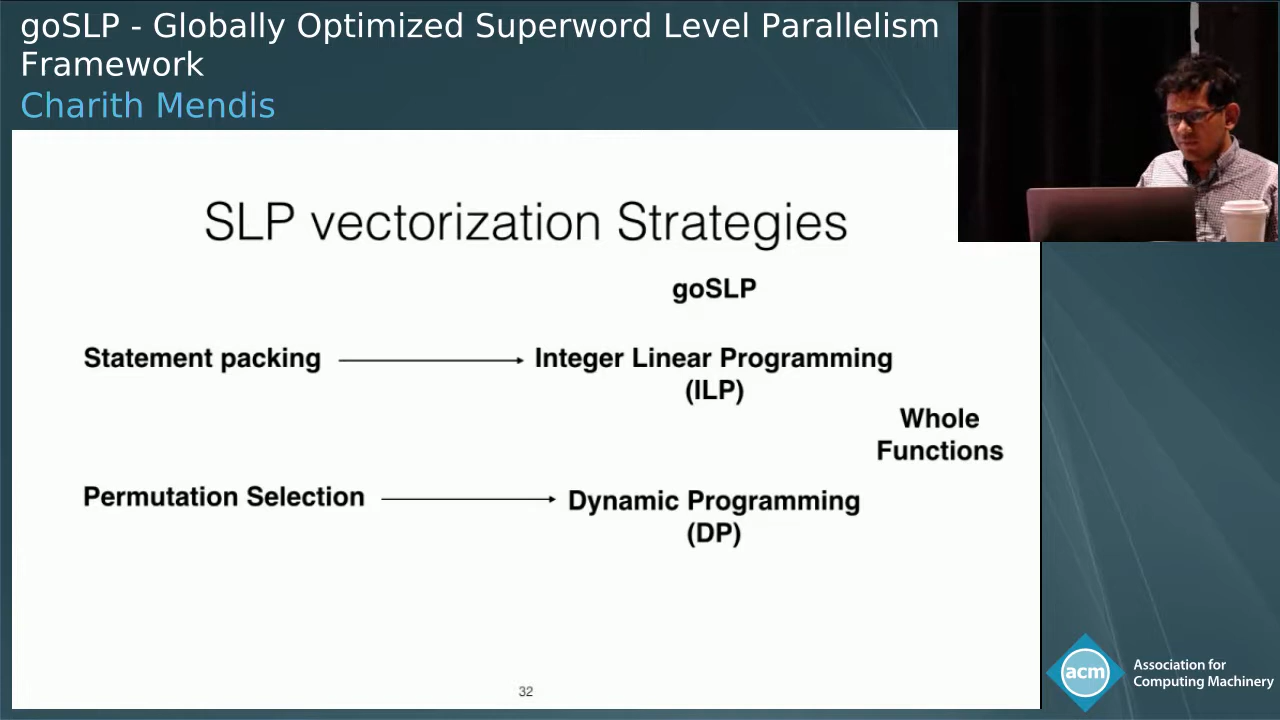 goSLP - Globally Optimized Superword Level Parallelism
Framework
Charith Mendis
SLP vectorization Strategies
goSLP
Statement packing
Integer Linear Programming
(ILP)
Whole
Functions
Permutation Selection
Dynamic Programming
(DP)
32
acm
Association for
Computing Machinery